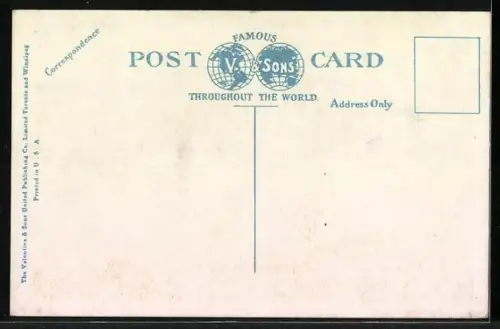 FAMOUS
POST V. & SONS CARD
THROUGHOUT THE WORLD.
Correspondence
Address Only
The Valentine & Sons United Publishing Co. Limited Toronto and Winnipeg
Printed in U. S. A